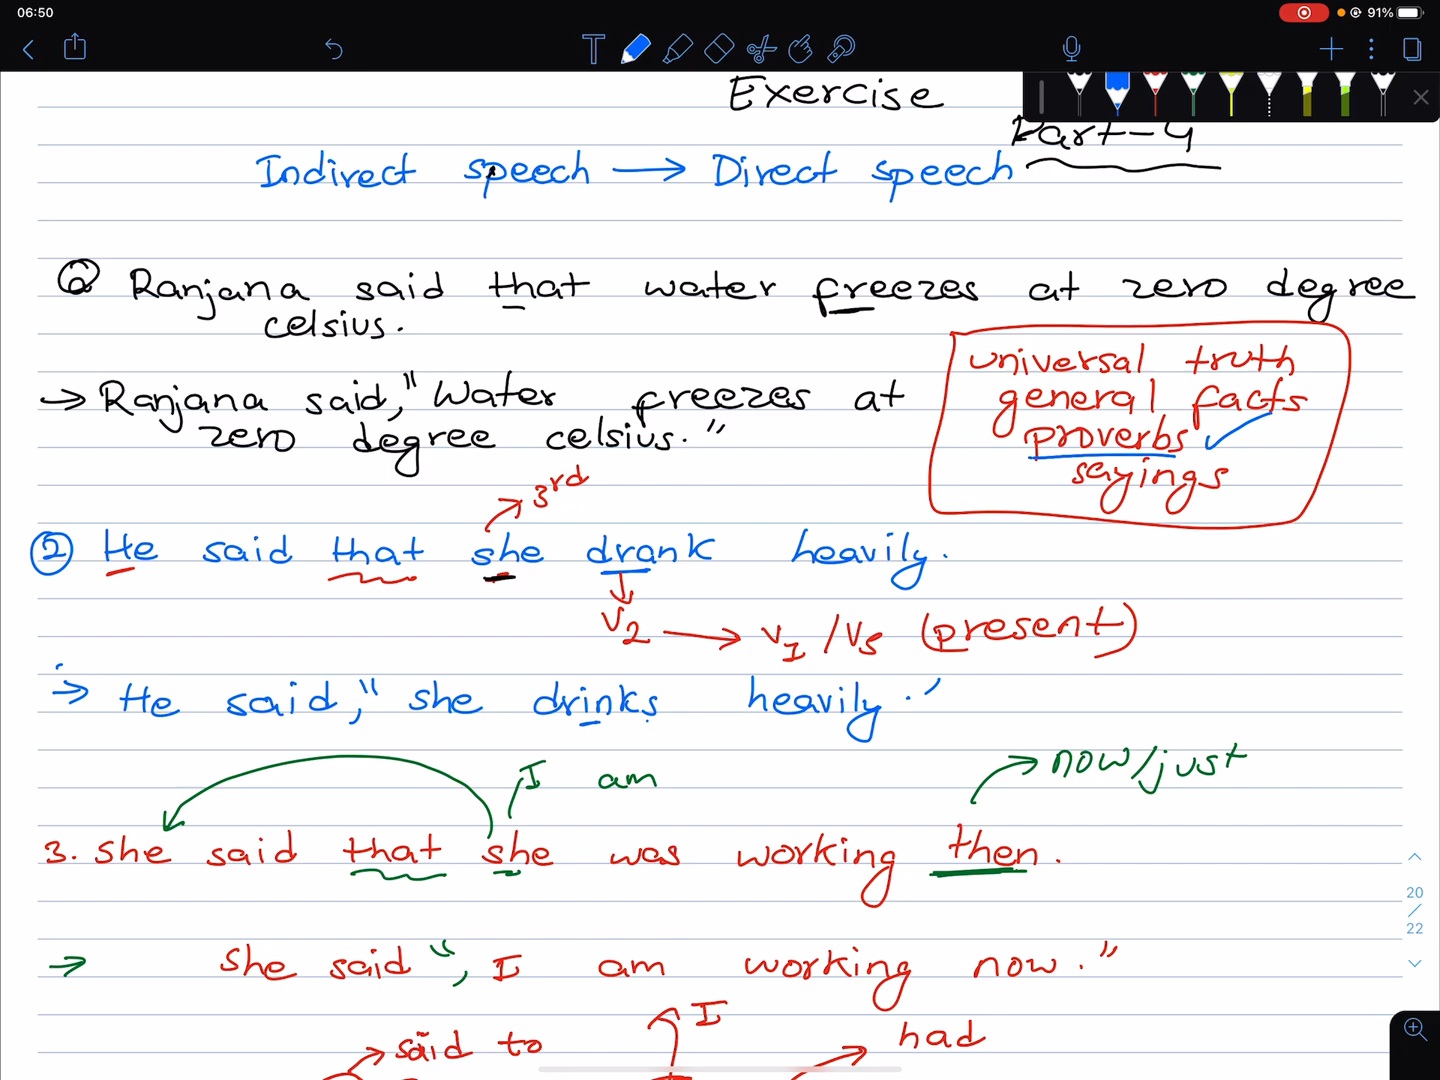 06:50
91%
Exercise
Part-4
Indirect speech → Direct speech
Q Ranjana said that water freezes at zero degree
celsius.
→ Ranjana said, "Water freezes at
zero degree celsius."
universal truth
general facts
proverbs ✓
sayings
3rd
② He said that she drank heavily.
V2 → V1/V5 (present)
→ He said, "she drinks heavily.'
I am
now/just
3. she said that she was working then.
20
/
22
→ she said", I am working now."
I
said to
had